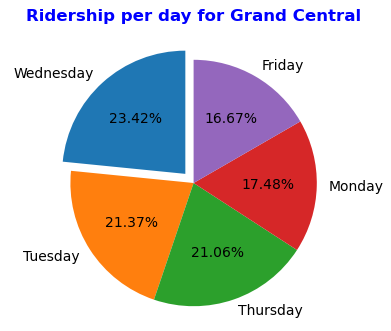 Ridership per day for Grand Central
Wednesday
Friday
23.42%
16.67%
17.48%
Monday
21.37%
21.06%
Tuesday
Thursday